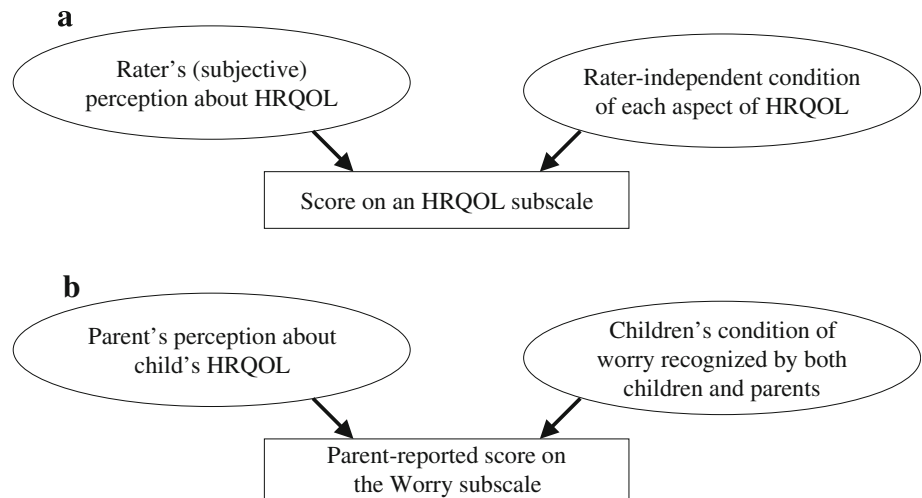 a
Rater’s (subjective)
perception about HRQOL
Rater-independent condition
of each aspect of HRQOL
Score on an HRQOL subscale
b
Parent’s perception about
child’s HRQOL
Children’s condition of
worry recognized by both
children and parents
Parent-reported score on
the Worry subscale